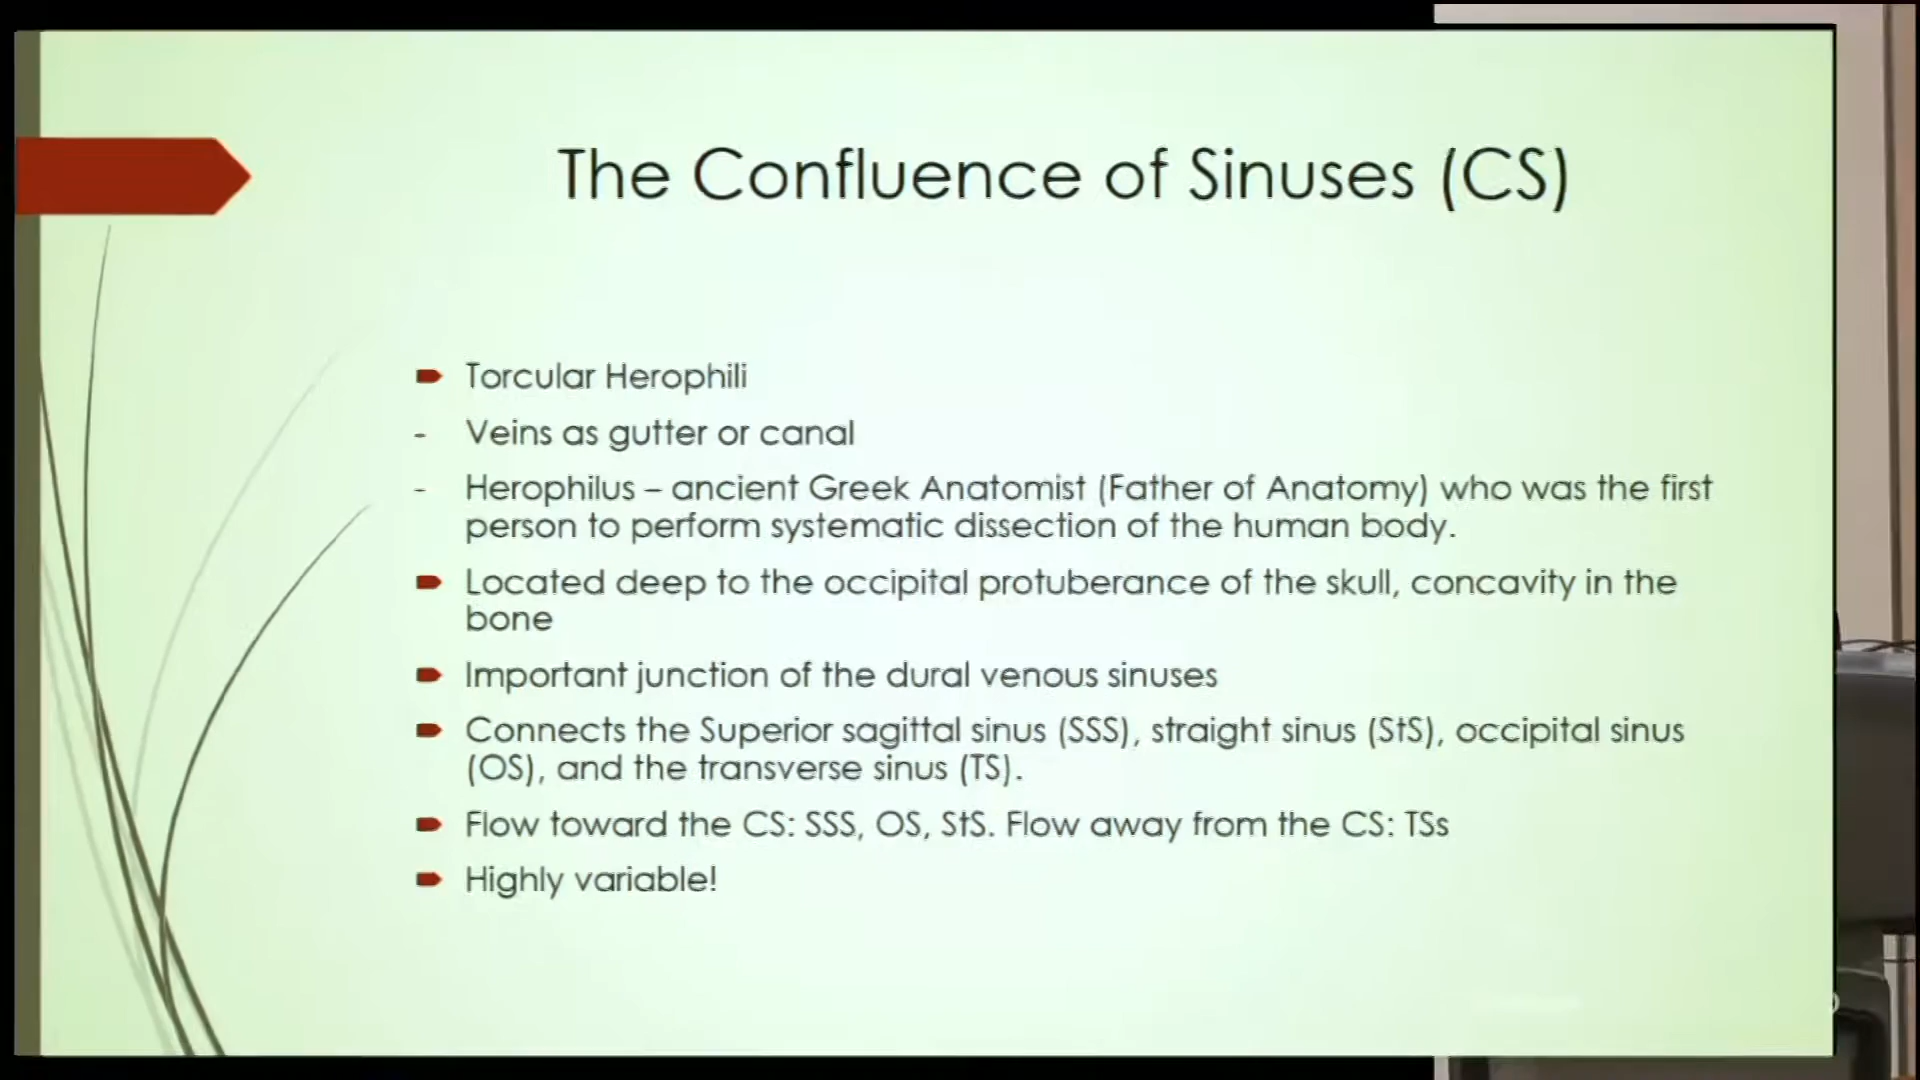 The Confluence of Sinuses (CS)
Torcular Herophili
- Veins as gutter or canal
- Herophilus – ancient Greek Anatomist (Father of Anatomy) who was the first
person to perform systematic dissection of the human body.
Located deep to the occipital protuberance of the skull, concavity in the
bone
Important junction of the dural venous sinuses
Connects the Superior sagittal sinus (SSS), straight sinus (StS), occipital sinus
(OS), and the transverse sinus (TS).
Flow toward the CS: SSS, OS, StS. Flow away from the CS: TSs
Highly variable!